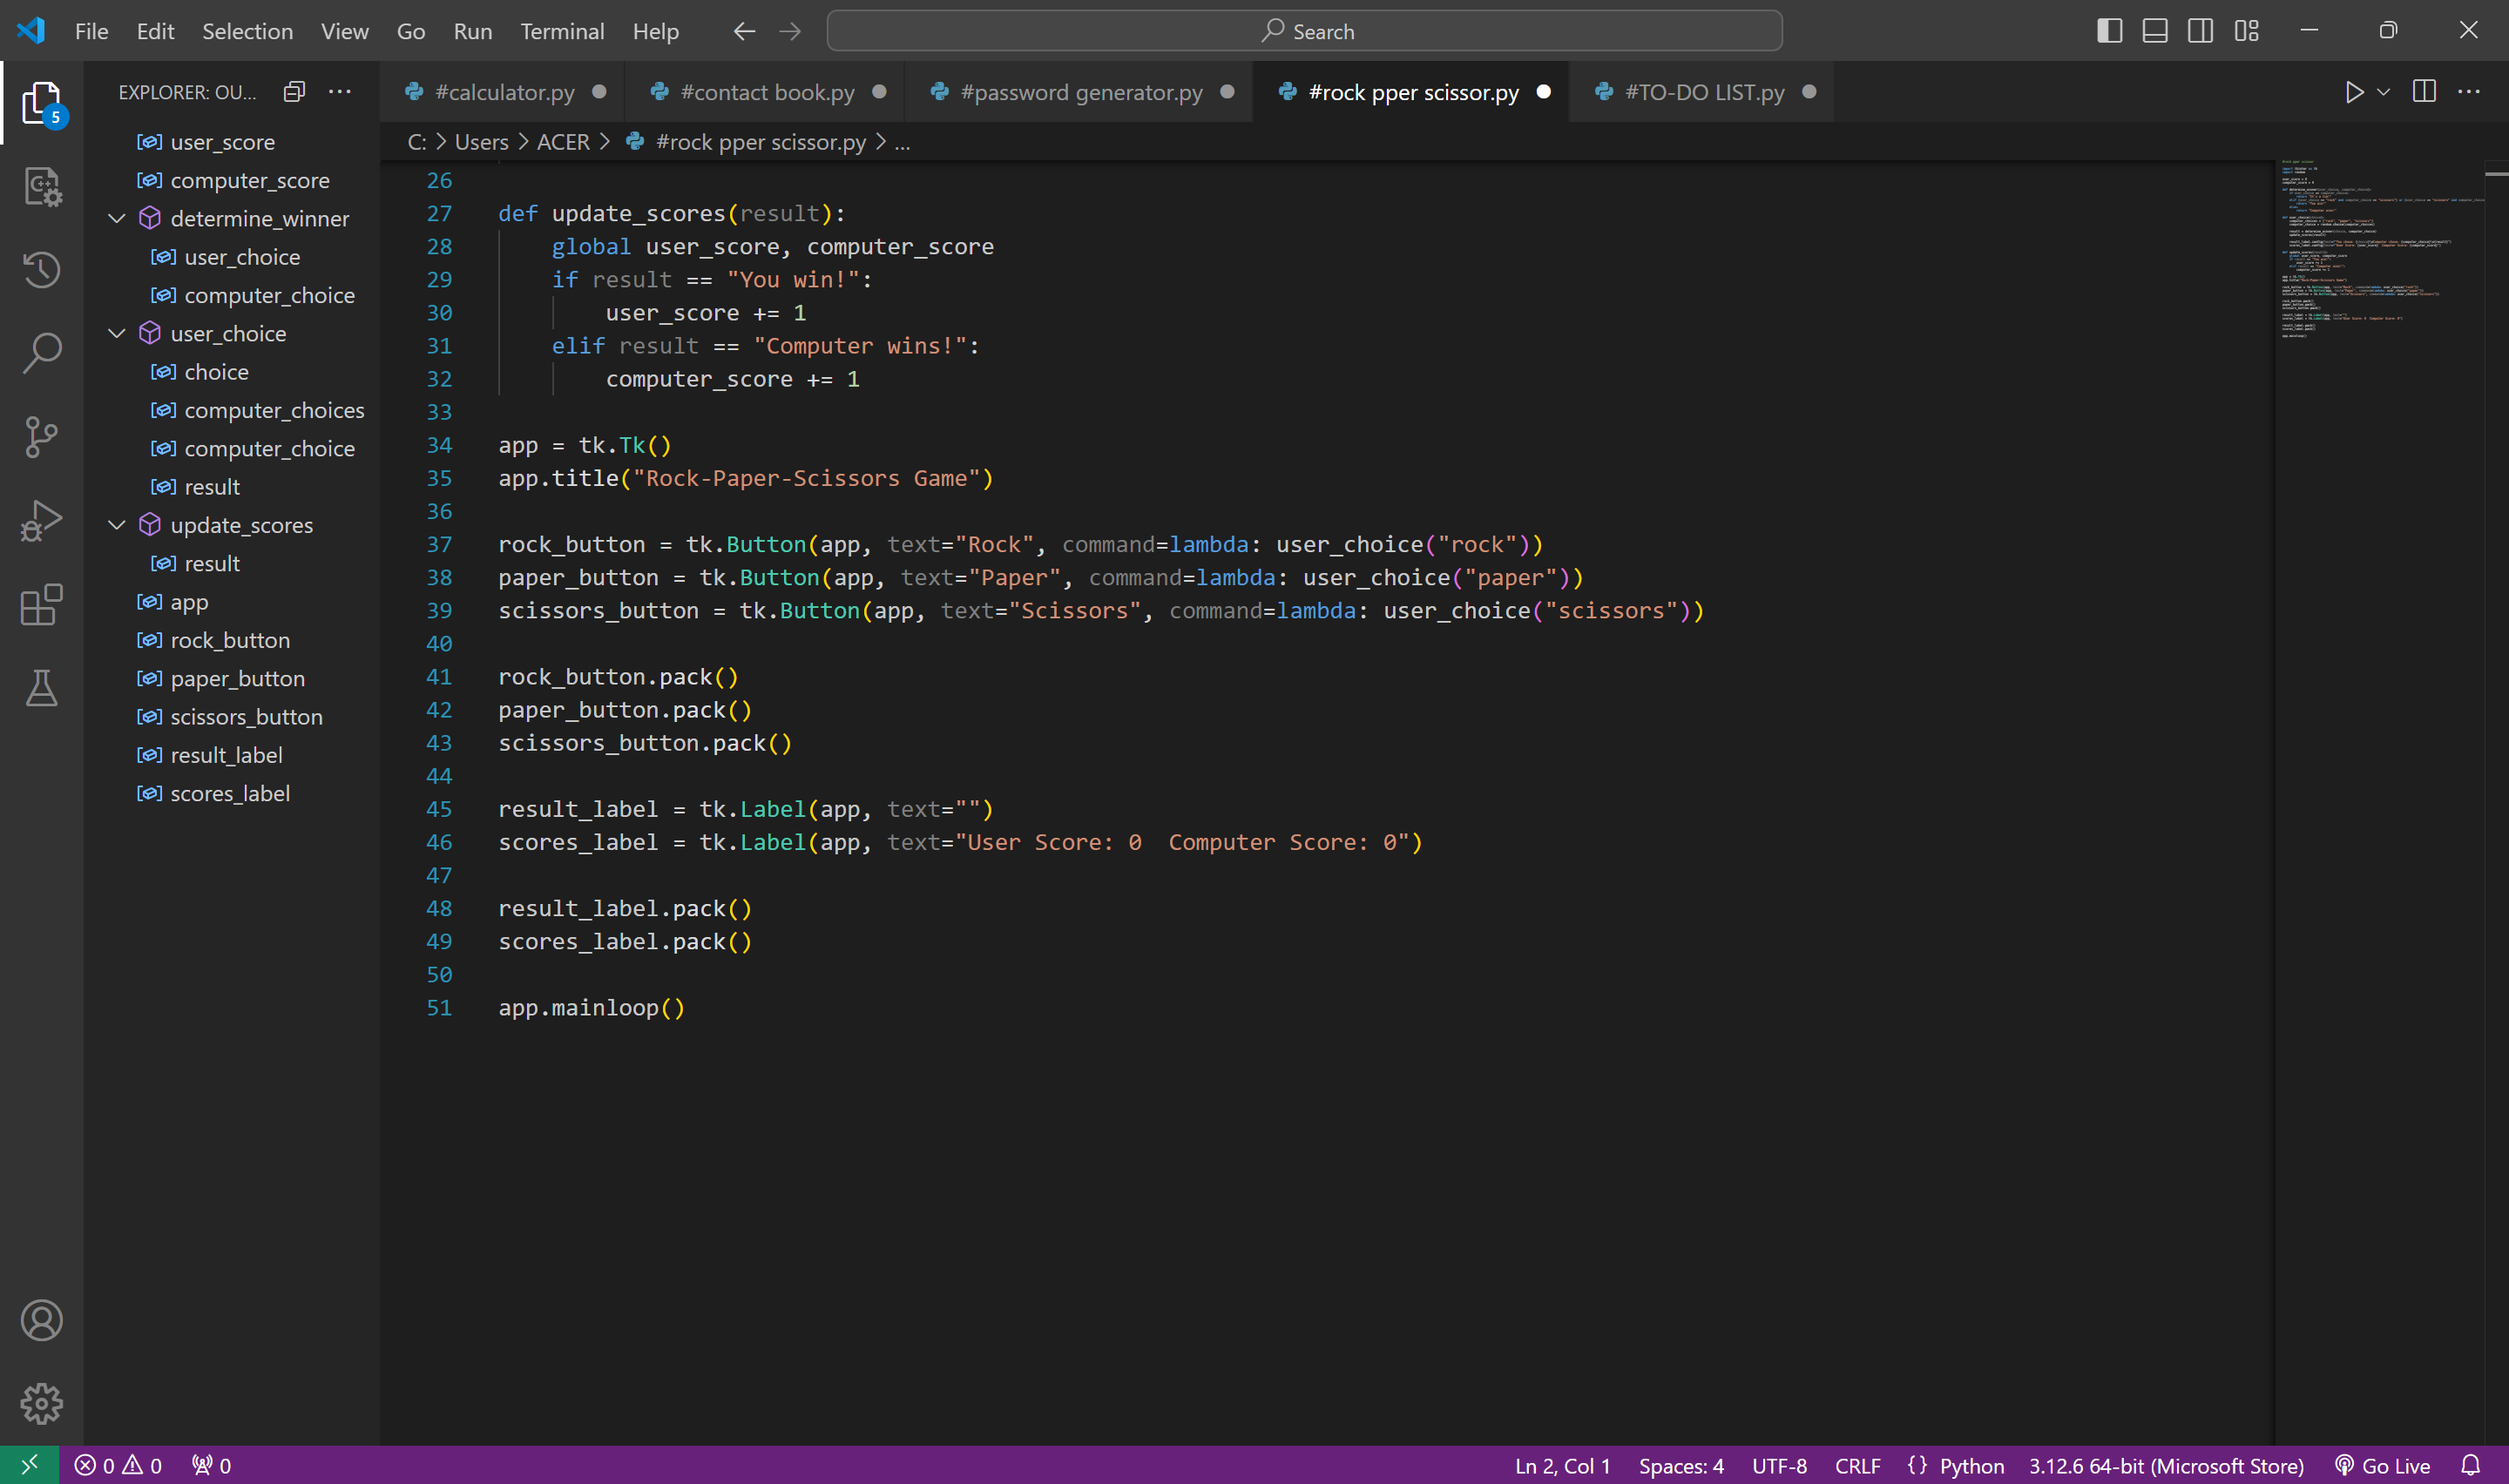 File Edit Selection View Go Run Terminal Help Search
EXPLORER: OU...
#calculator.py #contact book.py #password generator.py #rock pper scissor.py #TO-DO LIST.py
5
C: > Users > ACER > #rock pper scissor.py > ...
user_score
computer_score
determine_winner
user_choice
computer_choice
user_choice
choice
computer_choices
computer_choice
result
update_scores
result
app
rock_button
paper_button
scissors_button
result_label
scores_label
26
27 def update_scores(result):
28     global user_score, computer_score
29     if result == "You win!":
30         user_score += 1
31     elif result == "Computer wins!":
32         computer_score += 1
33
34 app = tk.Tk()
35 app.title("Rock-Paper-Scissors Game")
36
37 rock_button = tk.Button(app, text="Rock", command=lambda: user_choice("rock"))
38 paper_button = tk.Button(app, text="Paper", command=lambda: user_choice("paper"))
39 scissors_button = tk.Button(app, text="Scissors", command=lambda: user_choice("scissors"))
40
41 rock_button.pack()
42 paper_button.pack()
43 scissors_button.pack()
44
45 result_label = tk.Label(app, text="")
46 scores_label = tk.Label(app, text="User Score: 0  Computer Score: 0")
47
48 result_label.pack()
49 scores_label.pack()
50
51 app.mainloop()
0 0 0 Ln 2, Col 1 Spaces: 4 UTF-8 CRLF {} Python 3.12.6 64-bit (Microsoft Store) Go Live